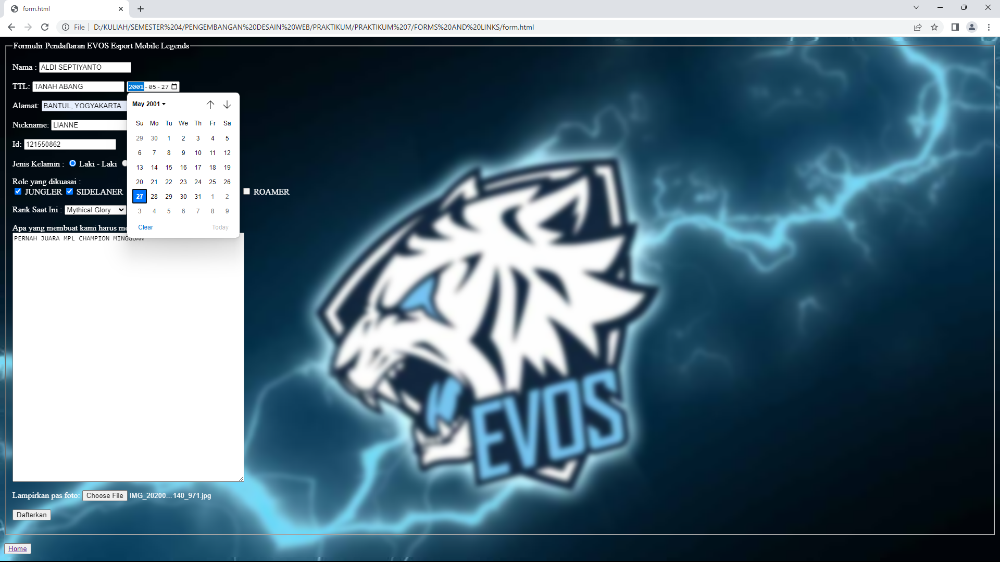 form.html
File
D:/KULIAH/SEMESTER%204/PENGEMBANGAN%20DESAIN%20WEB/PRAKTIKUM/PRAKTIKUM%207/FORMS%20AND%20LINKS/form.html
Formulir Pendaftaran EVOS Esport Mobile Legends
Nama : ALDI SEPTIYANTO
TTL: TANAH ABANG 2001-05-27
May 2001
Alamat: BANTUL, YOGYAKARTA
Su Mo Tu We Th Fr Sa
Nickname: LIANNE
29 30 1 2 3 4 5
Id: 121550862
6 7 8 9 10 11 12
Jenis Kelamin : Laki - Laki
13 14 15 16 17 18 19
Role yang dikuasai :
20 21 22 23 24 25 26
JUNGLER SIDELANER ROAMER
27 28 29 30 31 1 2
Rank Saat Ini : Mythical Glory
3 4 5 6 7 8 9
Clear Today
Apa yang membuat kami harus me
PERNAH JUARA MPL CHAMPION MINGGUAN
EVOS
Lampirkan pas foto: Choose File IMG_20200...140_971.jpg
Daftarkan
Home